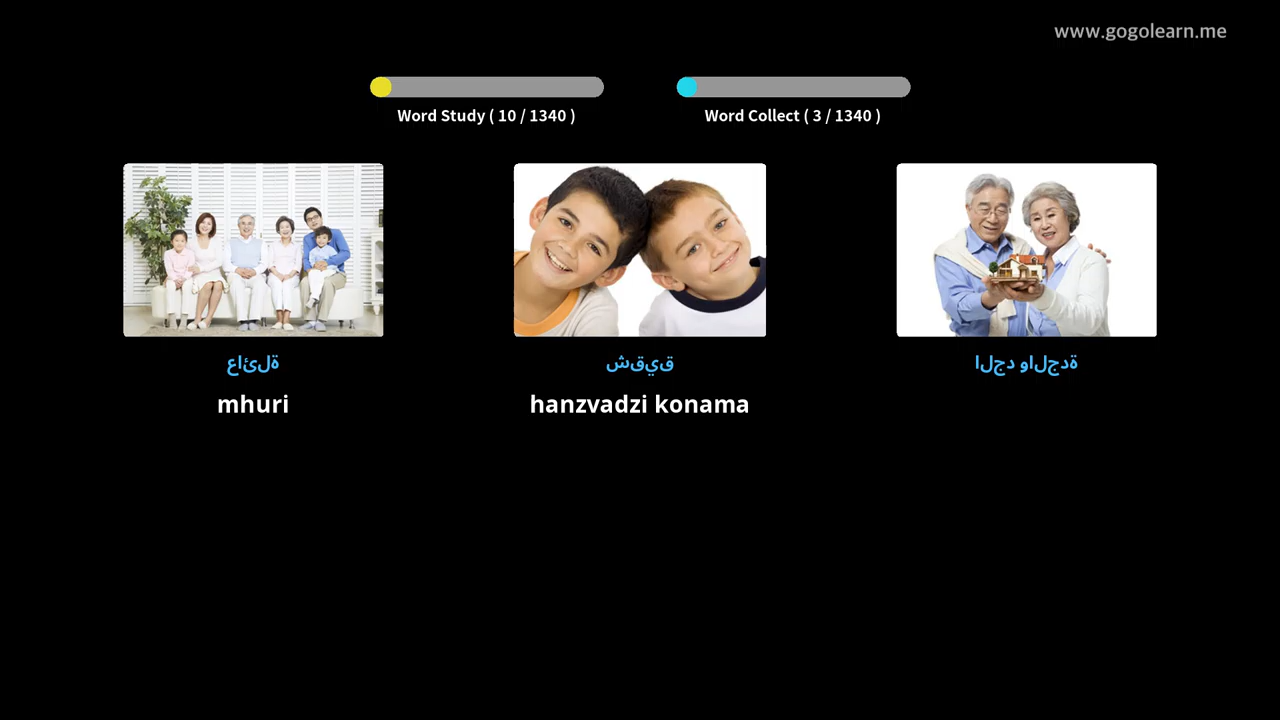 www.gogolearn.me
Word Study ( 10 / 1340 )
Word Collect ( 3 / 1340 )
عائلة
شقيق
الجد والجدة
mhuri
hanzvadzi konama